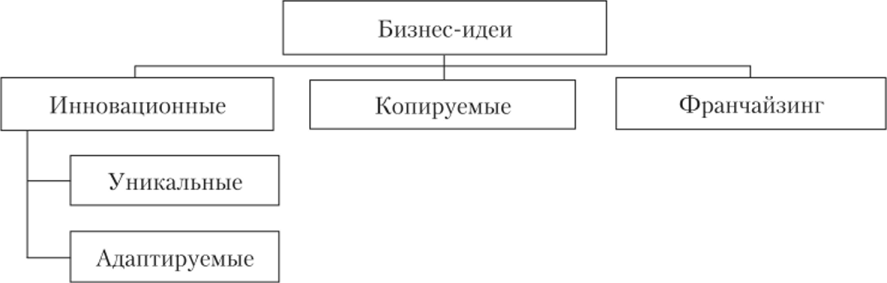 Бизнес-идеи
Инновационные
Копируемые
Франчайзинг
Уникальные
Адаптируемые